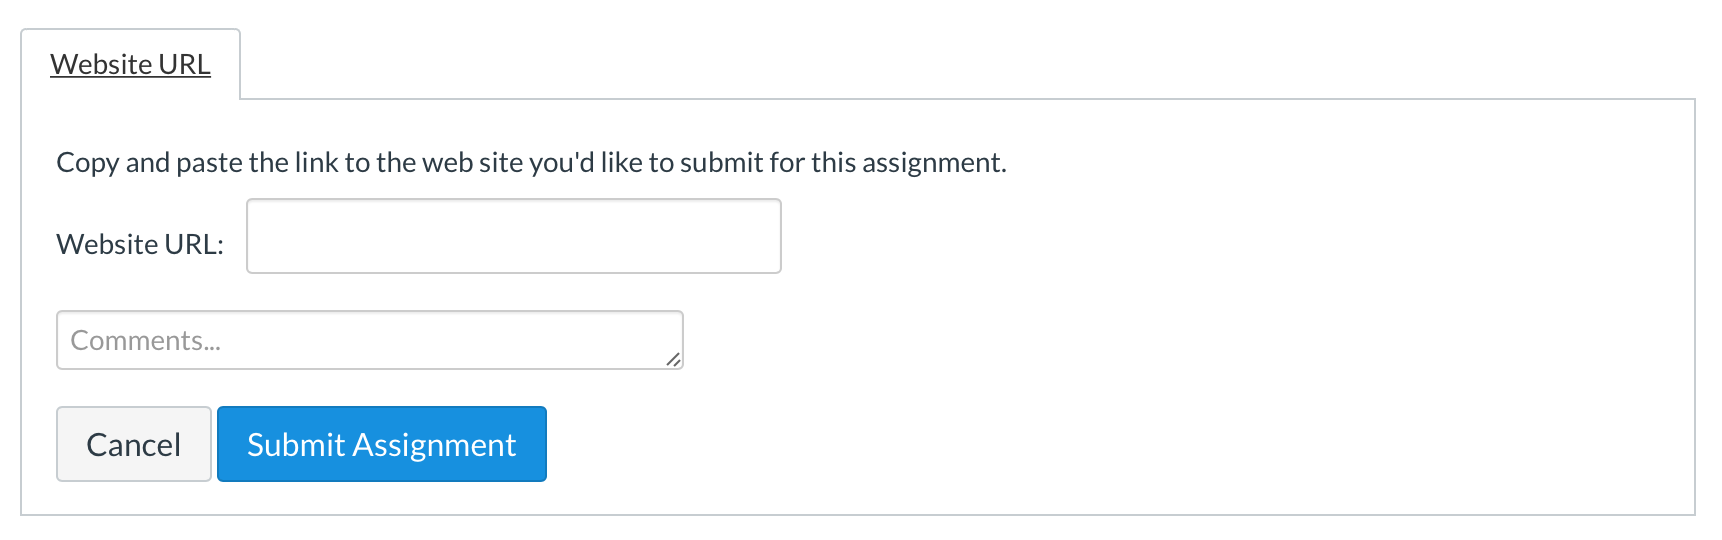 Website URL
Copy and paste the link to the web site you'd like to submit for this assignment.
Website URL:
Comments...
Cancel Submit Assignment